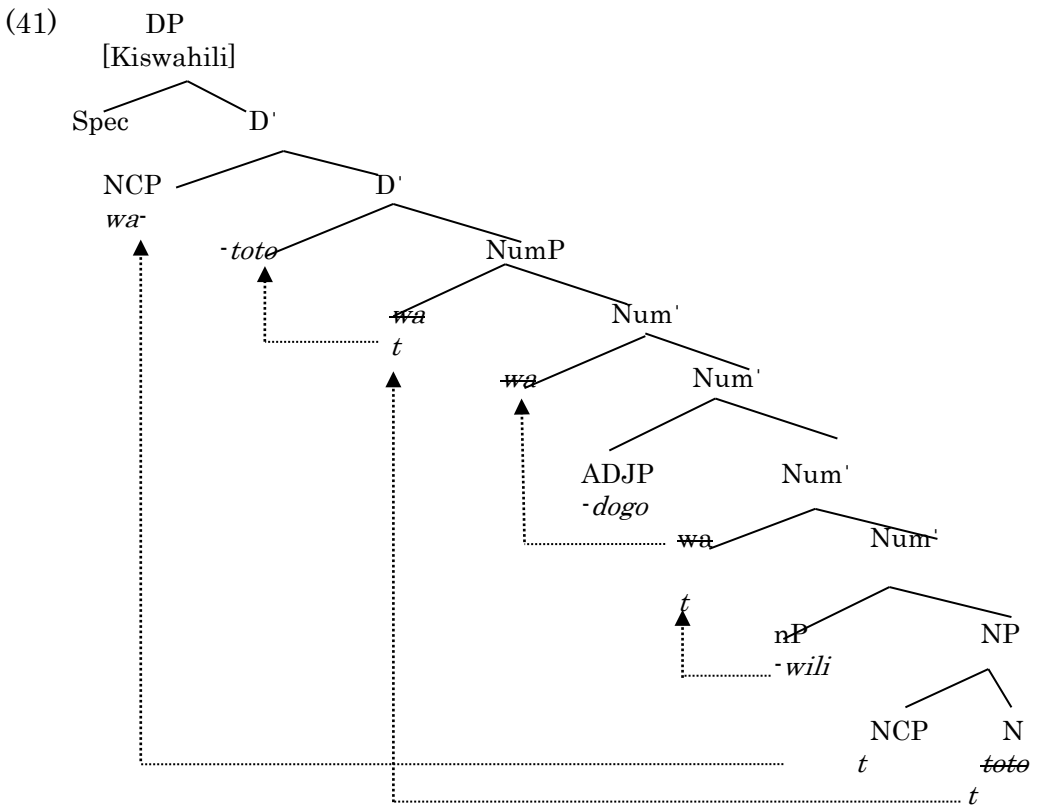 (41) DP
[Kiswahili]
Spec D'
NCP D'
wa-
-toto NumP
wa Num'
t
wa Num'
ADJP Num'
-dogo
wa Num'
t
nP NP
-wili
NCP N
t toto
t